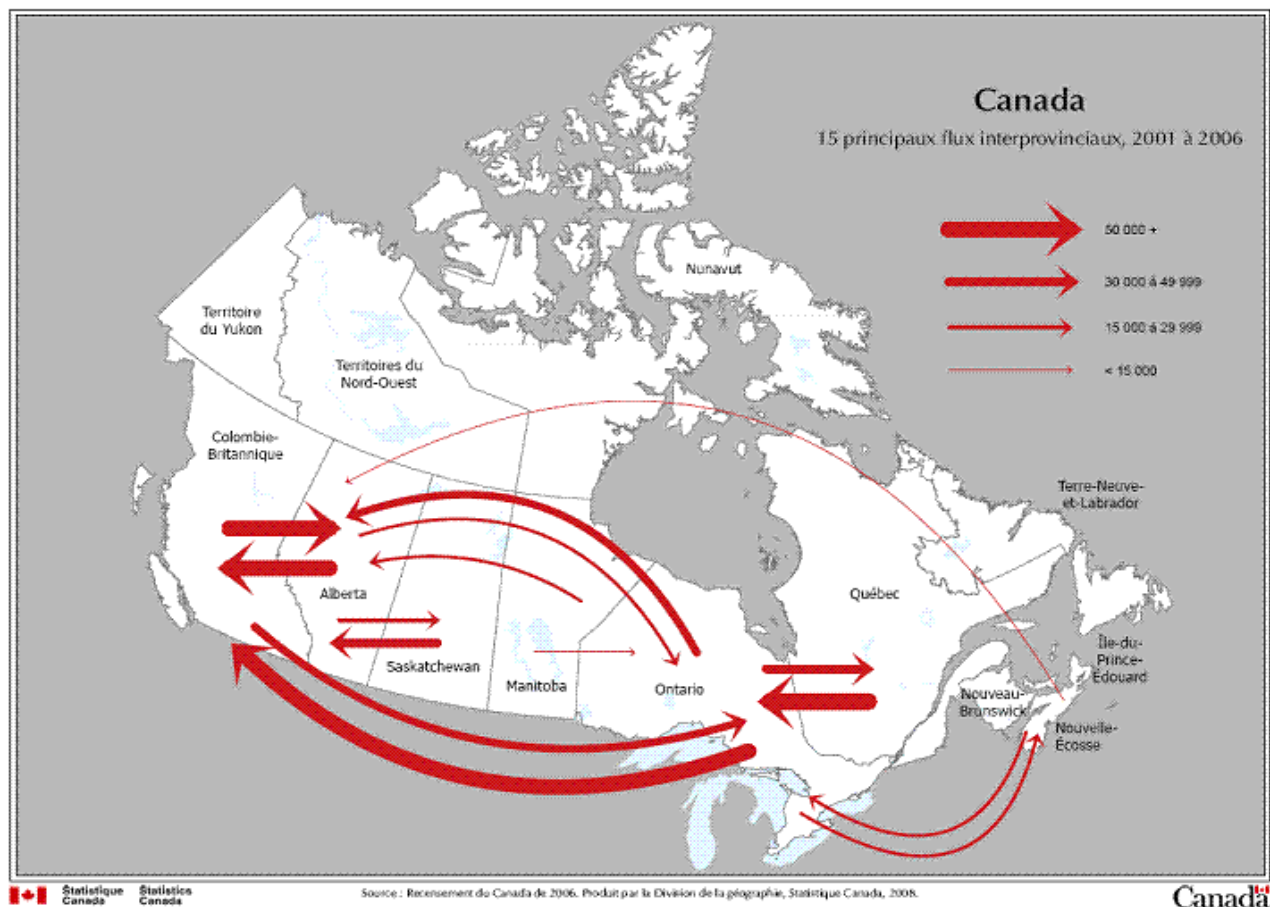 Canada
15 principaux flux interprovinciaux, 2001 à 2006
50 000 +
30 000 à 49 999
15 000 à 29 999
< 15 000
Nunavut
Territoire
du Yukon
Territoires du
Nord-Ouest
Colombie-
Britannique
Terre-Neuve-
et-Labrador
Alberta
Québec
Saskatchewan
Manitoba
Ontario
Île-du-
Prince-
Édouard
Nouveau-
Brunswick
Nouvelle-
Écosse
Statistique
Canada
Statistics
Canada
Source : Recensement du Canada de 2006. Produit par la Division de la géographie, Statistique Canada, 2008.
Canada